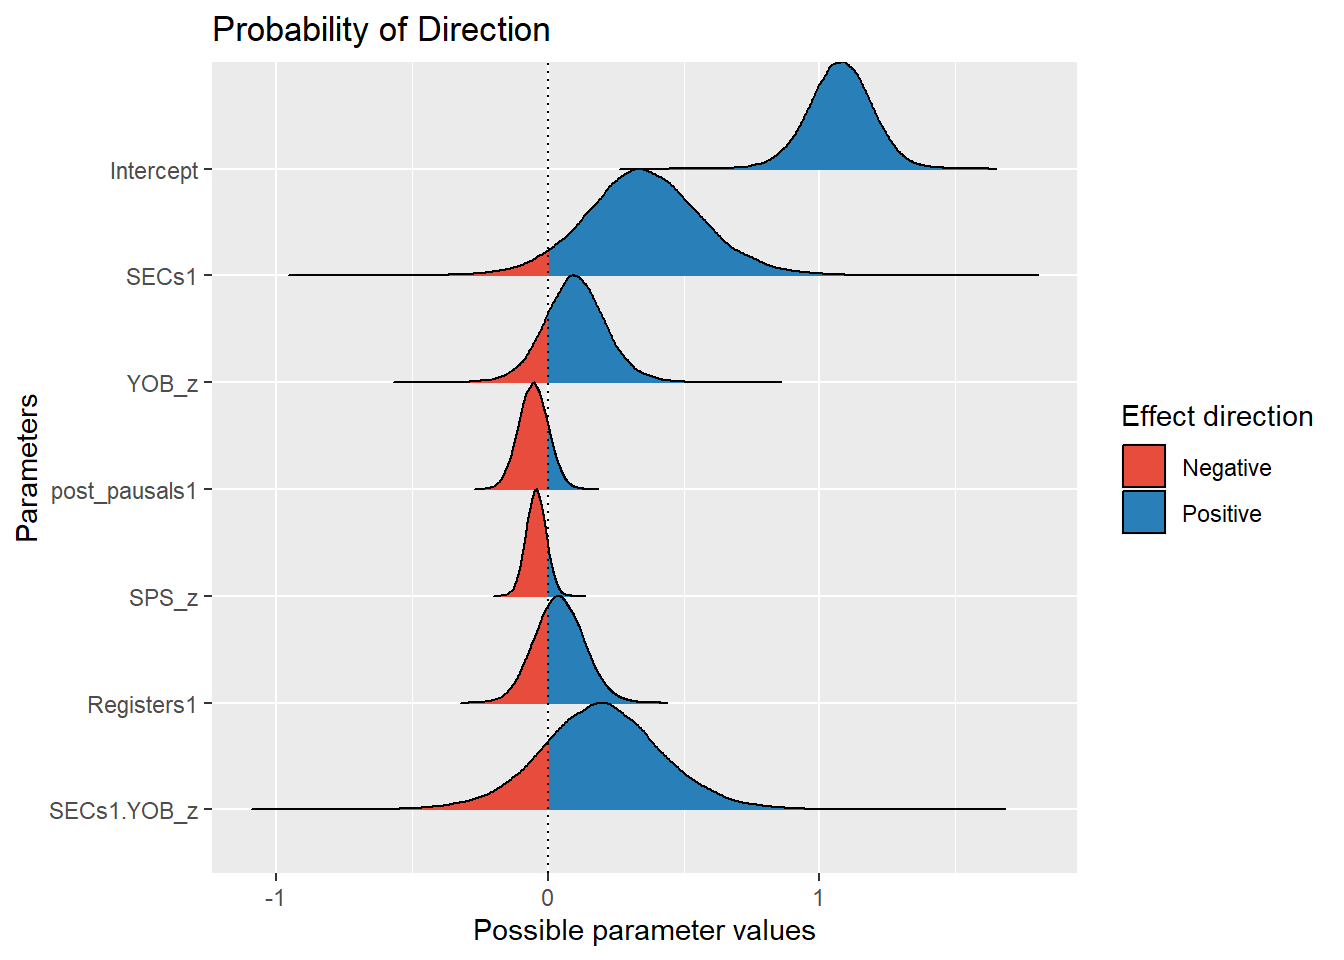 Probability of Direction
Parameters
Intercept
SECs1
YOB_z
post_pausals1
SPS_z
Registers1
SECs1.YOB_z
-1
0
1
Possible parameter values
Effect direction
Negative
Positive